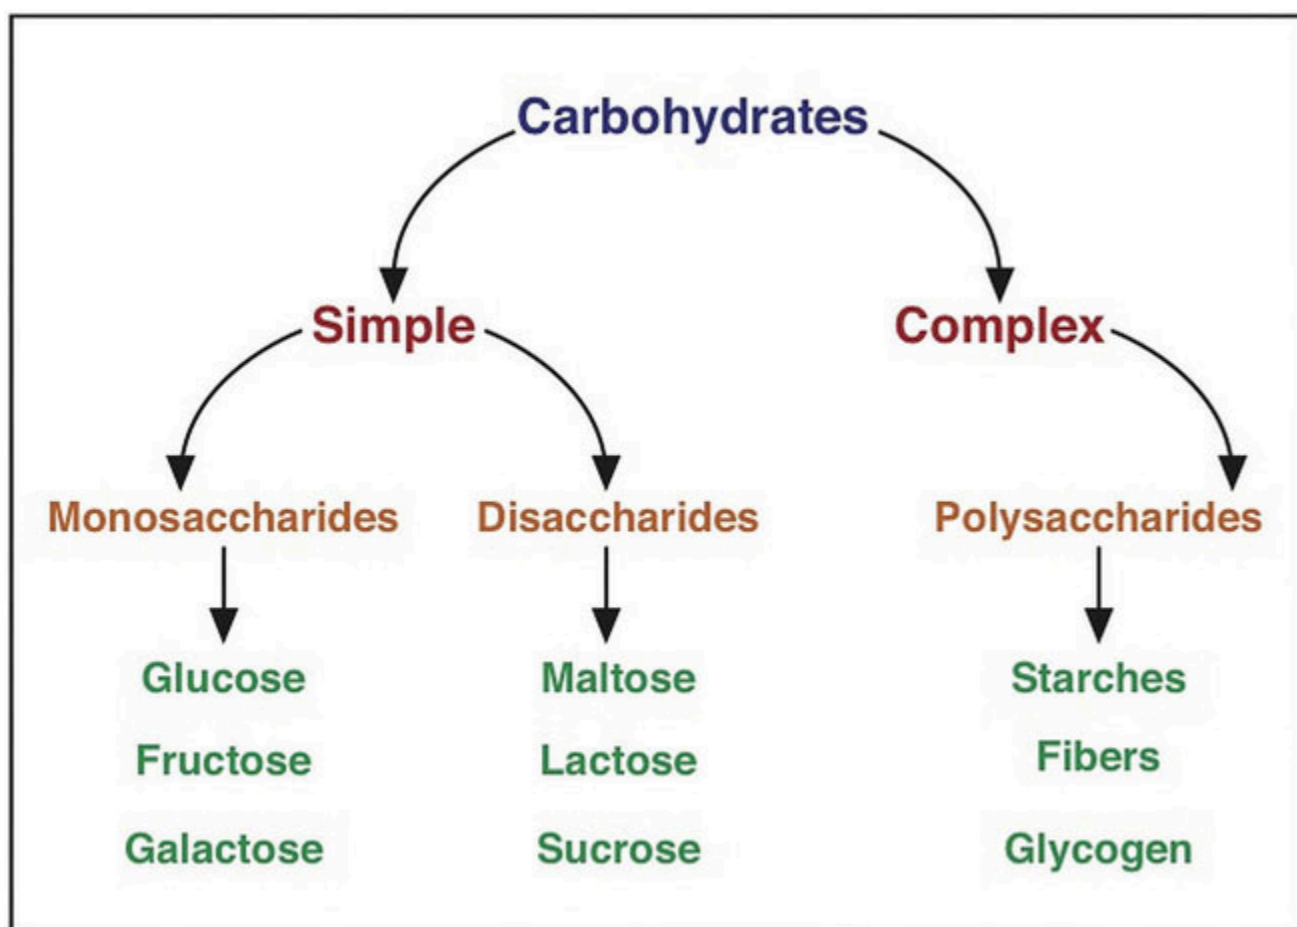 Carbohydrates
Simple Complex
Monosaccharides Disaccharides Polysaccharides
Glucose Maltose Starches
Fructose Lactose Fibers
Galactose Sucrose Glycogen